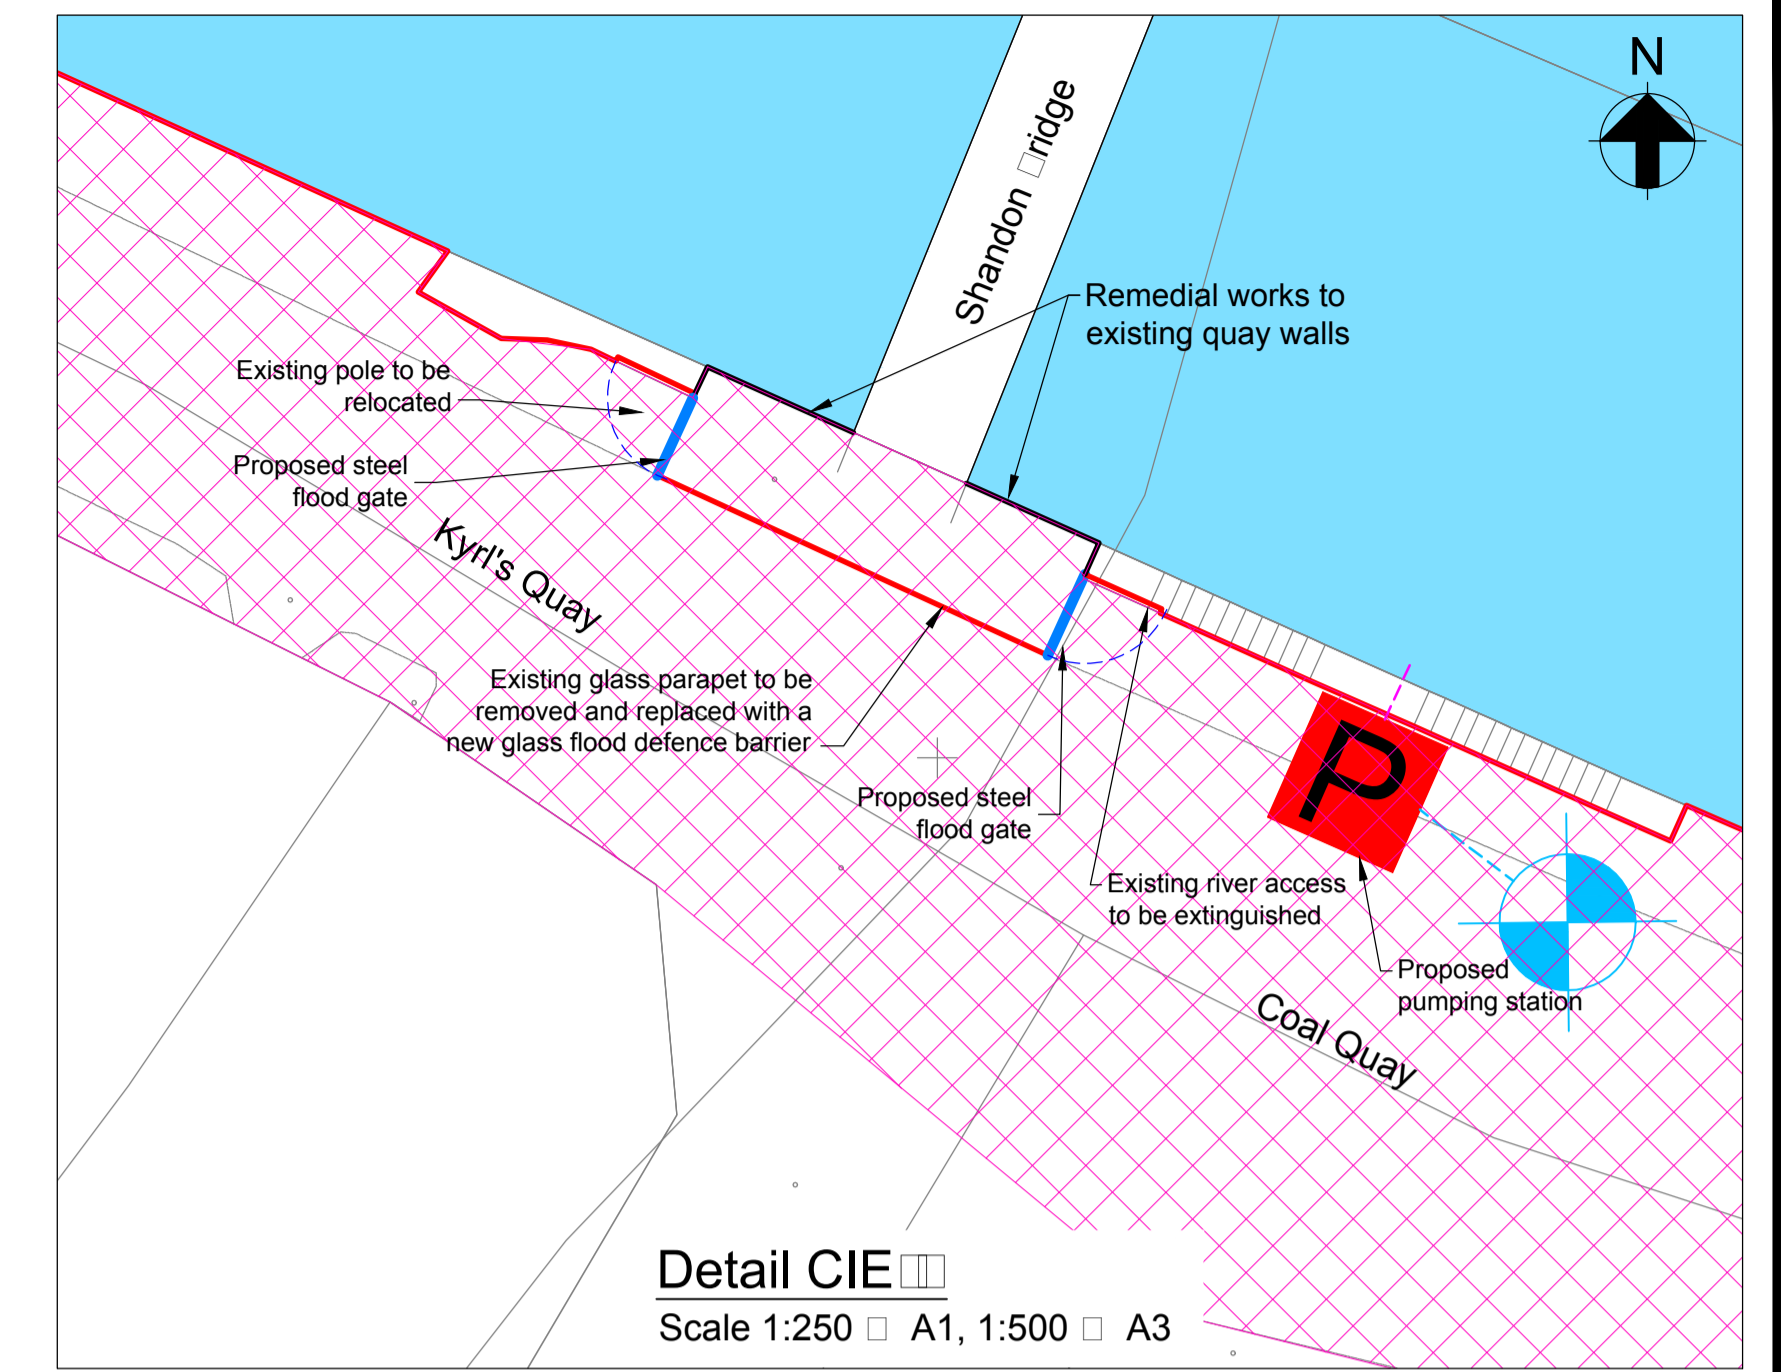 N
Shandon □ridge
Remedial works to
existing quay walls
Existing pole to be
relocated
Proposed steel
flood gate
Kyrl's Quay
Existing glass parapet to be
removed and replaced with a
new glass flood defence barrier
Proposed steel
flood gate
P
Existing river access
to be extinguished
Proposed
pumping station
Coal Quay
Detail CIE□□
Scale 1:250 □ A1, 1:500 □ A3